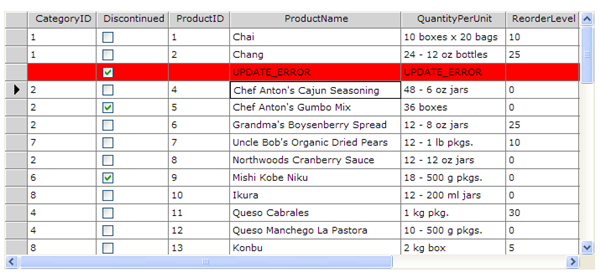 CategoryID Discontinued ProductID ProductName QuantityPerUnit ReorderLevel
1 1 Chai 10 boxes x 20 bags 10
1 2 Chang 24 - 12 oz bottles 25
UPDATE_ERROR UPDATE_ERROR
2 4 Chef Anton's Cajun Seasoning 48 - 6 oz jars 0
2 5 Chef Anton's Gumbo Mix 36 boxes 0
2 6 Grandma's Boysenberry Spread 12 - 8 oz jars 25
7 7 Uncle Bob's Organic Dried Pears 12 - 1 lb pkgs. 10
2 8 Northwoods Cranberry Sauce 12 - 12 oz jars 0
6 9 Mishi Kobe Niku 18 - 500 g pkgs. 0
8 10 Ikura 12 - 200 ml jars 0
4 11 Queso Cabrales 1 kg pkg. 30
4 12 Queso Manchego La Pastora 10 - 500 g pkgs. 0
8 13 Konbu 2 kg box 5